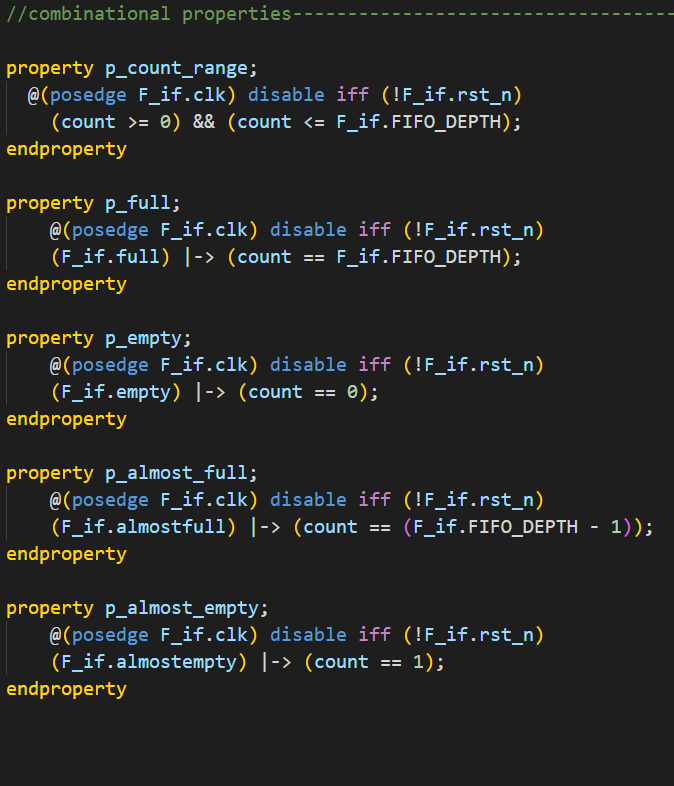 //combinational properties-----------------------------------
property p_count_range;
  @(posedge F_if.clk) disable iff (!F_if.rst_n)
    (count >= 0) && (count <= F_if.FIFO_DEPTH);
endproperty
property p_full;
    @(posedge F_if.clk) disable iff (!F_if.rst_n)
    (F_if.full) |-> (count == F_if.FIFO_DEPTH);
endproperty
property p_empty;
    @(posedge F_if.clk) disable iff (!F_if.rst_n)
    (F_if.empty) |-> (count == 0);
endproperty
property p_almost_full;
    @(posedge F_if.clk) disable iff (!F_if.rst_n)
    (F_if.almostfull) |-> (count == (F_if.FIFO_DEPTH - 1));
endproperty
property p_almost_empty;
    @(posedge F_if.clk) disable iff (!F_if.rst_n)
    (F_if.almostempty) |-> (count == 1);
endproperty